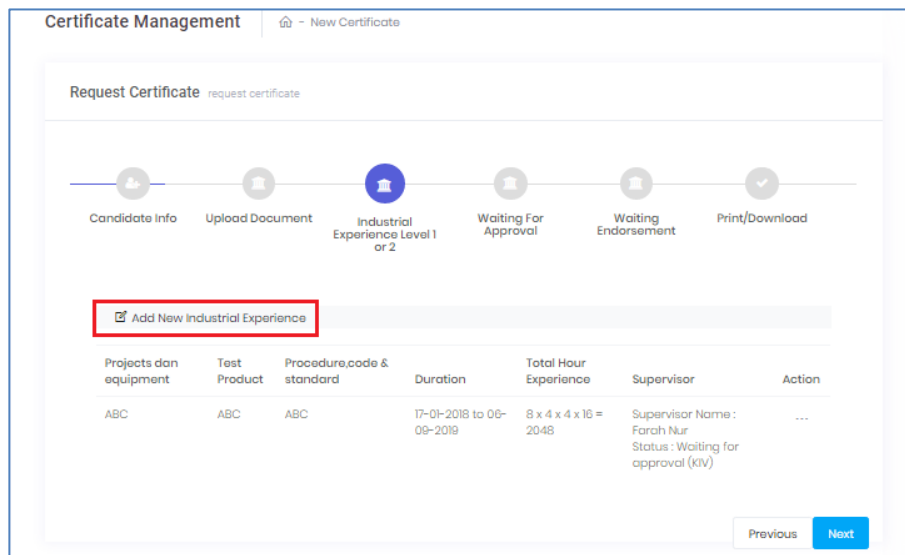 Certificate Management
- New Certificate
Request Certificate request certificate
Candidate Info
Upload Document
Industrial
Experience Level 1
or 2
Waiting For
Approval
Waiting
Endorsement
Print/Download
Add New Industrial Experience
Projects dan
equipment
Test
Product
Procedure,code &
standard
Duration
Total Hour
Experience
Supervisor
Action
ABC
ABC
ABC
17-01-2018 to 06-
09-2019
8 x 4 x 4 x 16 =
2048
Supervisor Name :
Farah Nur
Status : Waiting for
approval (KIV)
...
Previous
Next